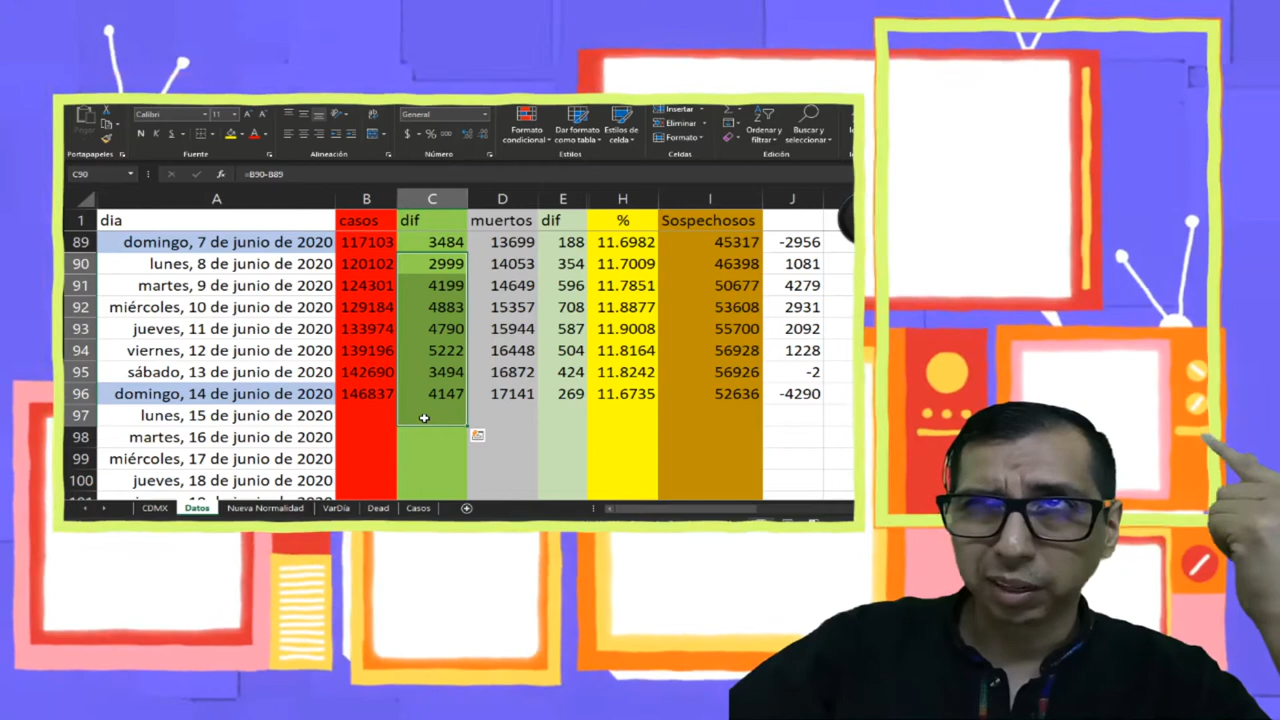 Calibri 11 General Insertar
Pegar N K S $ % 000 Formato condicional Dar formato como tabla Estilos de celda Eliminar Formato Ordenar y filtrar Buscar y seleccionar
Portapapeles Fuente Alineación Número Estilos Celdas Edición
C90 fx =B90-B89
A B C D E H I J
1 dia casos dif muertos dif % Sospechosos
89 domingo, 7 de junio de 2020 117103 3484 13699 188 11.6982 45317 -2956
90 lunes, 8 de junio de 2020 120102 2999 14053 354 11.7009 46398 1081
91 martes, 9 de junio de 2020 124301 4199 14649 596 11.7851 50677 4279
92 miércoles, 10 de junio de 2020 129184 4883 15357 708 11.8877 53608 2931
93 jueves, 11 de junio de 2020 133974 4790 15944 587 11.9008 55700 2092
94 viernes, 12 de junio de 2020 139196 5222 16448 504 11.8164 56928 1228
95 sábado, 13 de junio de 2020 142690 3494 16872 424 11.8242 56926 -2
96 domingo, 14 de junio de 2020 146837 4147 17141 269 11.6735 52636 -4290
97 lunes, 15 de junio de 2020
98 martes, 16 de junio de 2020
99 miércoles, 17 de junio de 2020
100 jueves, 18 de junio de 2020
CDMX Datos Nueva Normalidad VarDía Dead Casos